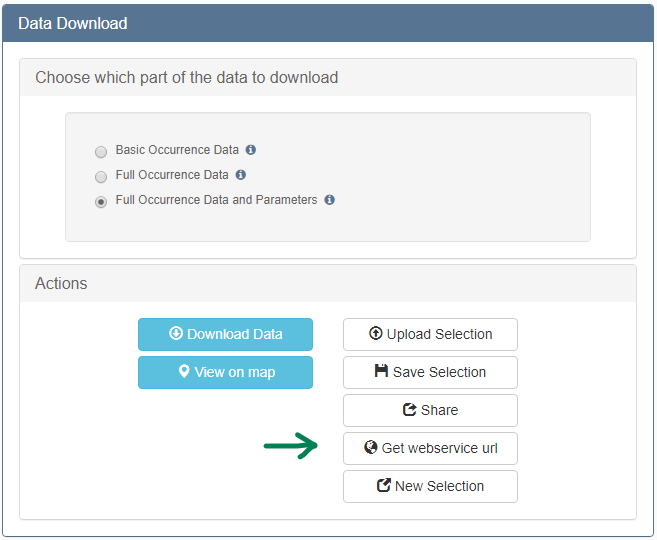 Data Download
Choose which part of the data to download
Basic Occurrence Data
Full Occurrence Data
Full Occurrence Data and Parameters
Actions
Download Data
Upload Selection
View on map
Save Selection
Share
Get webservice url
New Selection